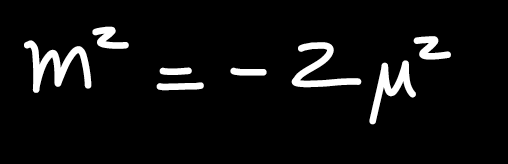 m² = -2μ²